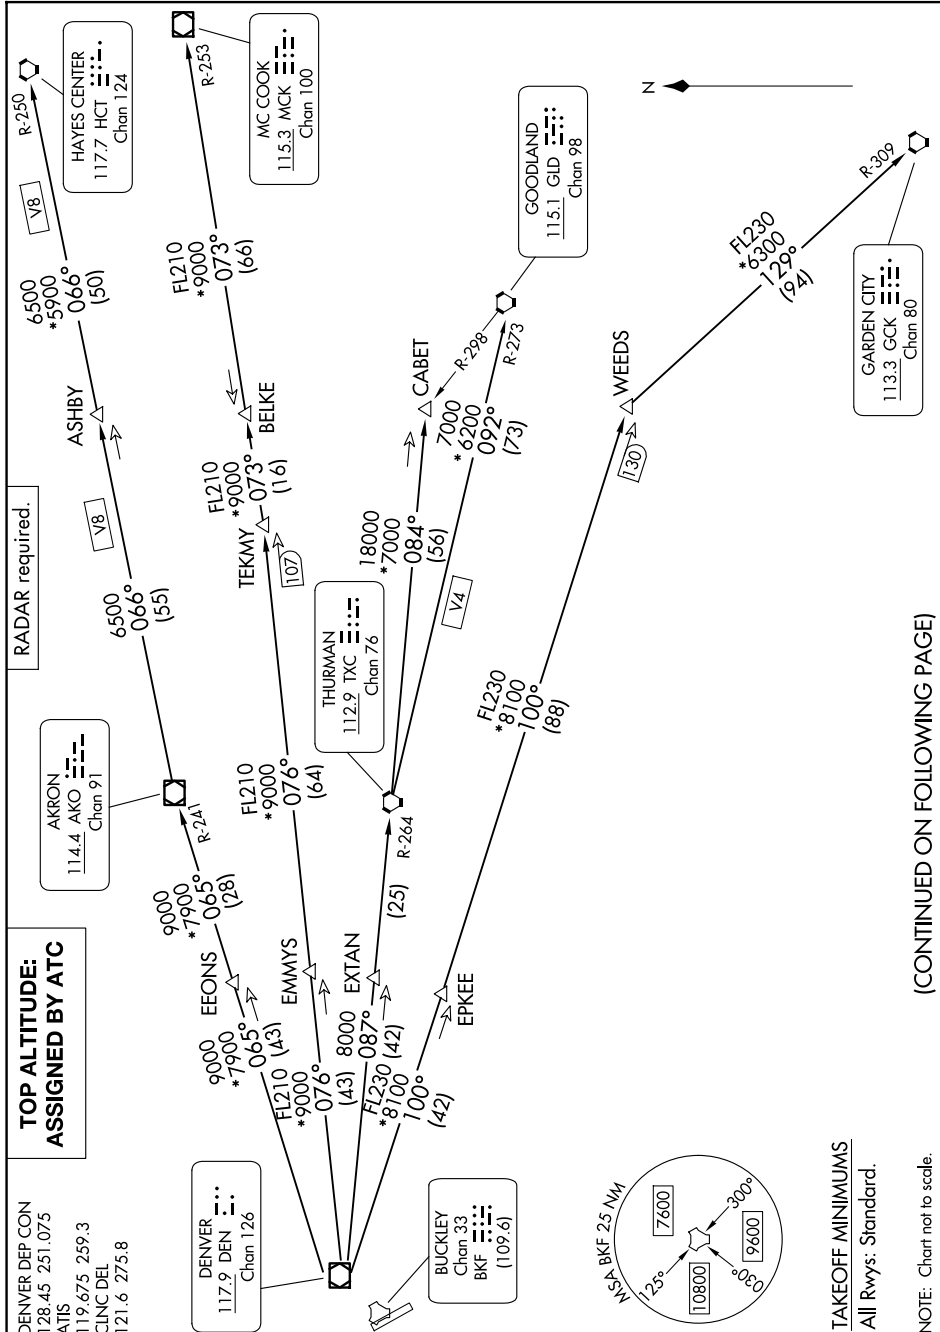 DENVER DEP CON
128.45 251.075
ATIS
119.675 259.3
CLNC DEL
121.6 275.8
TOP ALTITUDE:
ASSIGNED BY ATC
RADAR required.
AKRON
114.4 AKO
Chan 91
HAYES CENTER
117.7 HCT
Chan 124
MC COOK
115.3 MCK
Chan 100
GOODLAND
115.1 GLD
Chan 98
GARDEN CITY
113.3 GCK
Chan 80
THURMAN
112.9 TXC
Chan 76
DENVER
117.9 DEN
Chan 126
BUCKLEY
Chan 33
BKF
(109.6)
9000
*7900
065°
(43)
EEONS
9000
*7900
065°
(28)
R-241
6500
066°
(55)
V8
ASHBY
6500
*5900
066°
(50)
V8
R-250
FL210
*9000
076°
(43)
EMMYS
FL210
*9000
076°
(64)
TEKMY
107
FL210
*9000
073°
(16)
BELKE
FL210
*9000
073°
(66)
R-253
8000
087°
(42)
EXTAN
(25)
R-264
18000
*7000
084°
(56)
CABET
R-298
V4
7000
*6200
092°
(73)
R-273
FL230
*8100
100°
(42)
EPKEE
FL230
*8100
100°
(88)
130
WEEDS
FL230
*6300
129°
(94)
R-309
N
MSA BKF 25 NM
125°
7600
300°
10800
9600
030°
TAKEOFF MINIMUMS
All Rwys: Standard.
NOTE: Chart not to scale.
(CONTINUED ON FOLLOWING PAGE)